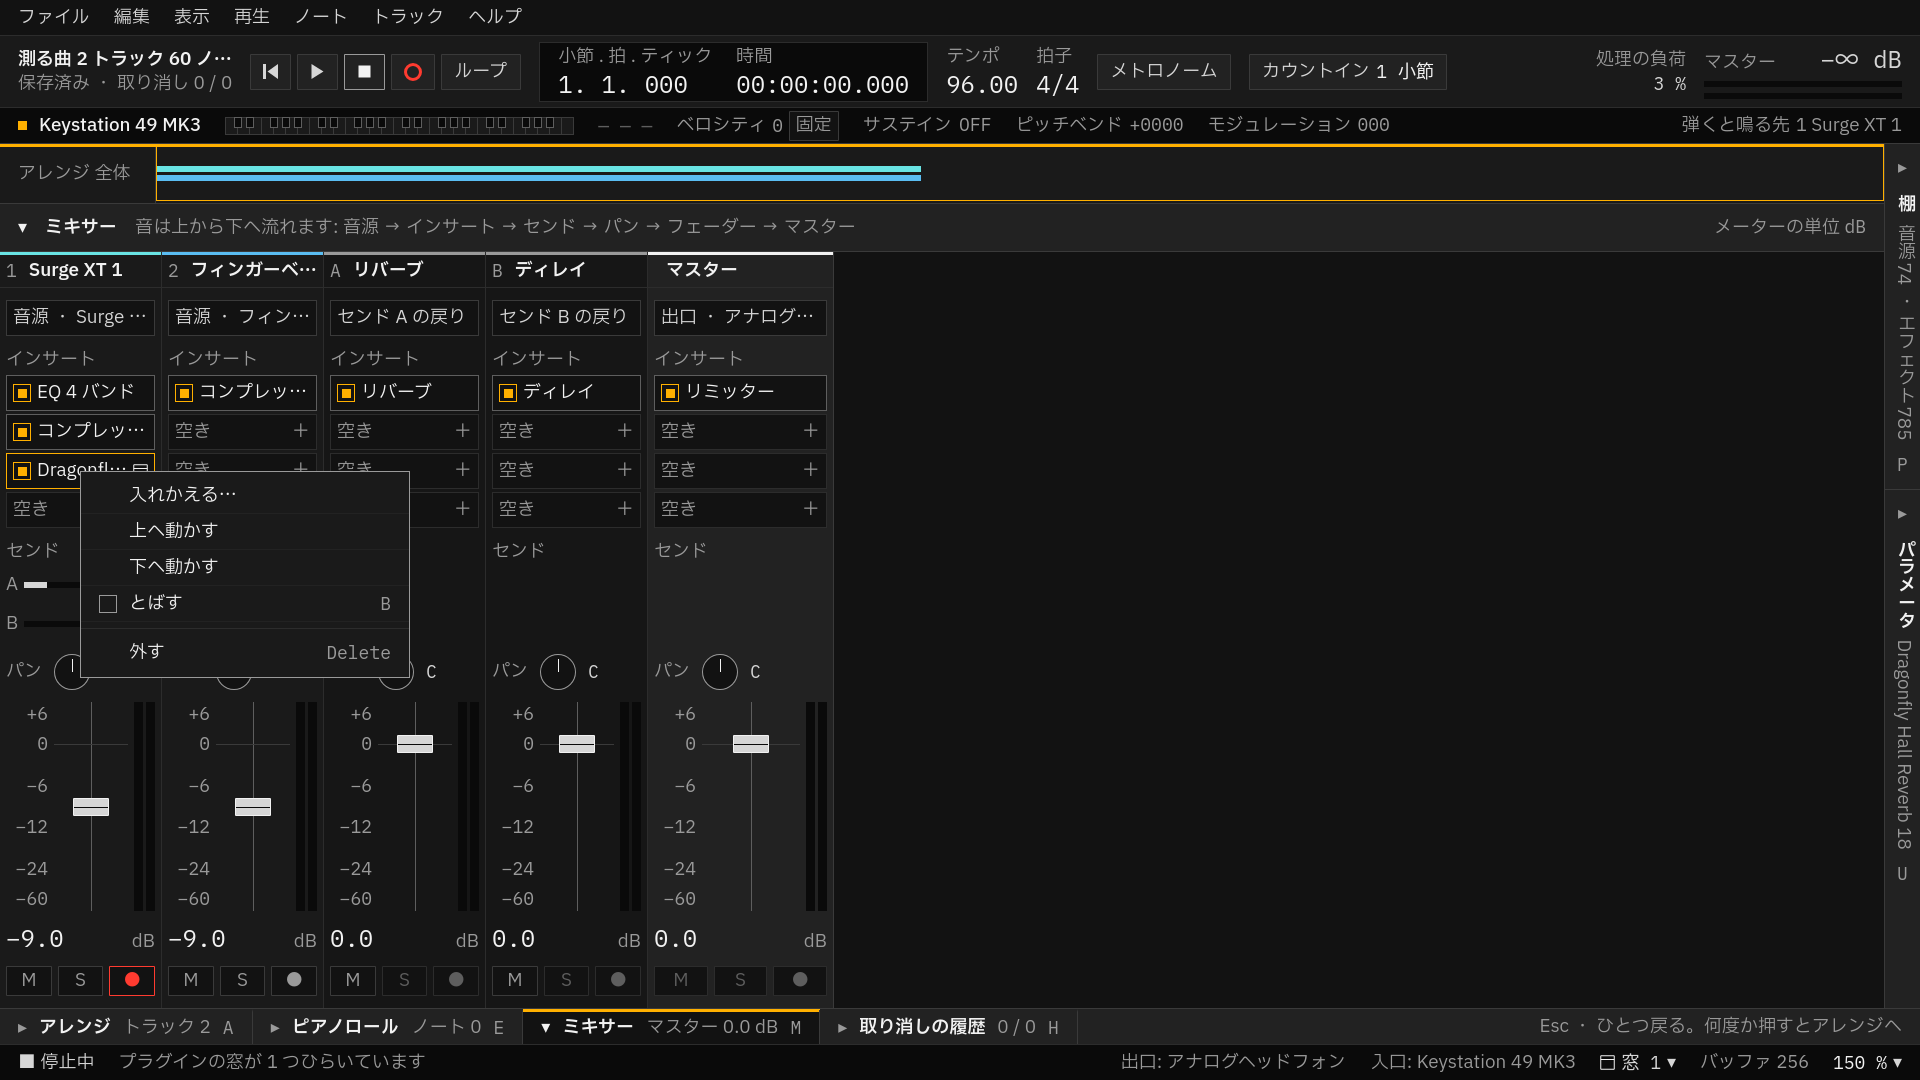 ファイル 編集 表示 再生 ノート トラック ヘルプ
測る曲 2 トラック 60 ノ…
保存済み ・ 取り消し 0 / 0
ループ
小節 . 拍 . ティック 時間
1. 1. 000 00:00:00.000
テンポ 拍子
96.00 4/4
メトロノーム
カウントイン 1 小節
処理の負荷
3 %
マスター −∞ dB
Keystation 49 MK3
― ― ―
ベロシティ 0 固定
サステイン OFF ピッチベンド +0000 モジュレーション 000
弾くと鳴る先 1 Surge XT 1
アレンジ 全体
▼ ミキサー 音は上から下へ流れます: 音源 → インサート → センド → パン → フェーダー → マスター
メーターの単位 dB
1 Surge XT 1
2 フィンガーベ…
A リバーブ
B ディレイ
マスター
音源 ・ Surge …
音源 ・ フィン…
センド A の戻り
センド B の戻り
出口 ・ アナログ…
インサート インサート インサート インサート インサート
EQ 4 バンド
コンプレッ…
リバーブ
ディレイ
リミッター
コンプレッ…
空き +
空き +
空き +
空き +
Dragonfl…
空き +
空き +
空き +
空き +
空き
+
空き +
空き +
入れかえる…
上へ動かす
下へ動かす
とばす B
外す Delete
センド センド センド
A
B
パン
C
パン C
パン C
+6 +6 +6 +6 +6
0 0 0 0 0
−6 −6 −6 −6 −6
−12 −12 −12 −12 −12
−24 −24 −24 −24 −24
−60 −60 −60 −60 −60
−9.0 dB −9.0 dB 0.0 dB 0.0 dB 0.0 dB
M S M S M S M S M S
▶ 棚 音源 74 ・ エフェクト 785 P
▶ パラメータ Dragonfly Hall Reverb 18 U
▶ アレンジ トラック 2 A
▶ ピアノロール ノート 0 E
▼ ミキサー マスター 0.0 dB M
▶ 取り消しの履歴 0 / 0 H
Esc ・ ひとつ戻る。何度か押すとアレンジへ
停止中 プラグインの窓が 1 つひらいています
出口: アナログヘッドフォン 入口: Keystation 49 MK3 窓 1 ▼ バッファ 256 150 % ▼